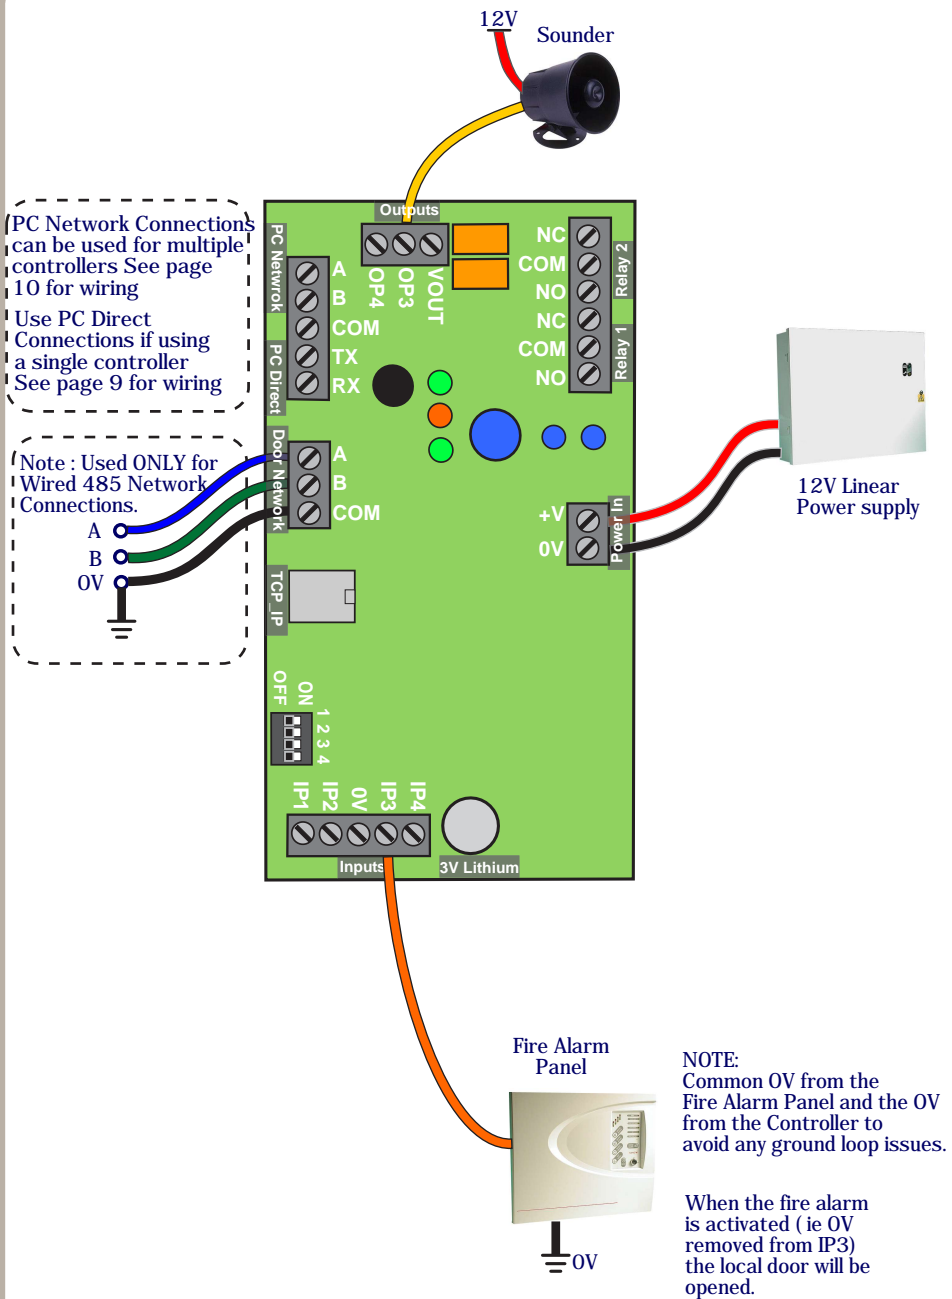 12V
Sounder
PC Network Connections
can be used for multiple
controllers See page
10 for wiring
Use PC Direct
Connections if using
a single controller
See page 9 for wiring
Outputs
OP4
OP3
VOUT
PC Netwrok
A
B
COM
PC Direct
TX
RX
NC
COM
NO
Relay 2
NC
COM
NO
Relay 1
Note : Used ONLY for
Wired 485 Network
Connections.
A
B
0V
Door Network
A
B
COM
+V
0V
Power In
12V Linear
Power supply
TCP_IP
OFF
ON
1 2 3 4
IP1
IP2
0V
IP3
IP4
Inputs
3V Lithium
Fire Alarm
Panel
0V
NOTE:
Common 0V from the
Fire Alarm Panel and the 0V
from the Controller to
avoid any ground loop issues.
When the fire alarm
is activated ( ie 0V
removed from IP3)
the local door will be
opened.